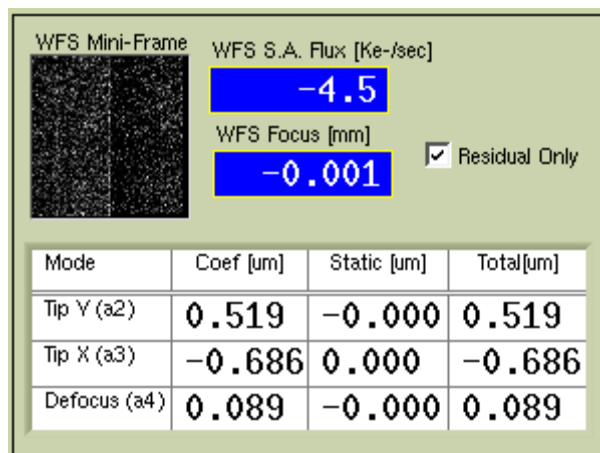 WFS Mini-Frame
WFS S.A. Flux [Ke-/sec]
-4.5
WFS Focus [mm]
-0.001
Residual Only
Mode Coef [um] Static [um] Total[um]
Tip Y (a2) 0.519 -0.000 0.519
Tip X (a3) -0.686 0.000 -0.686
Defocus (a4) 0.089 -0.000 0.089